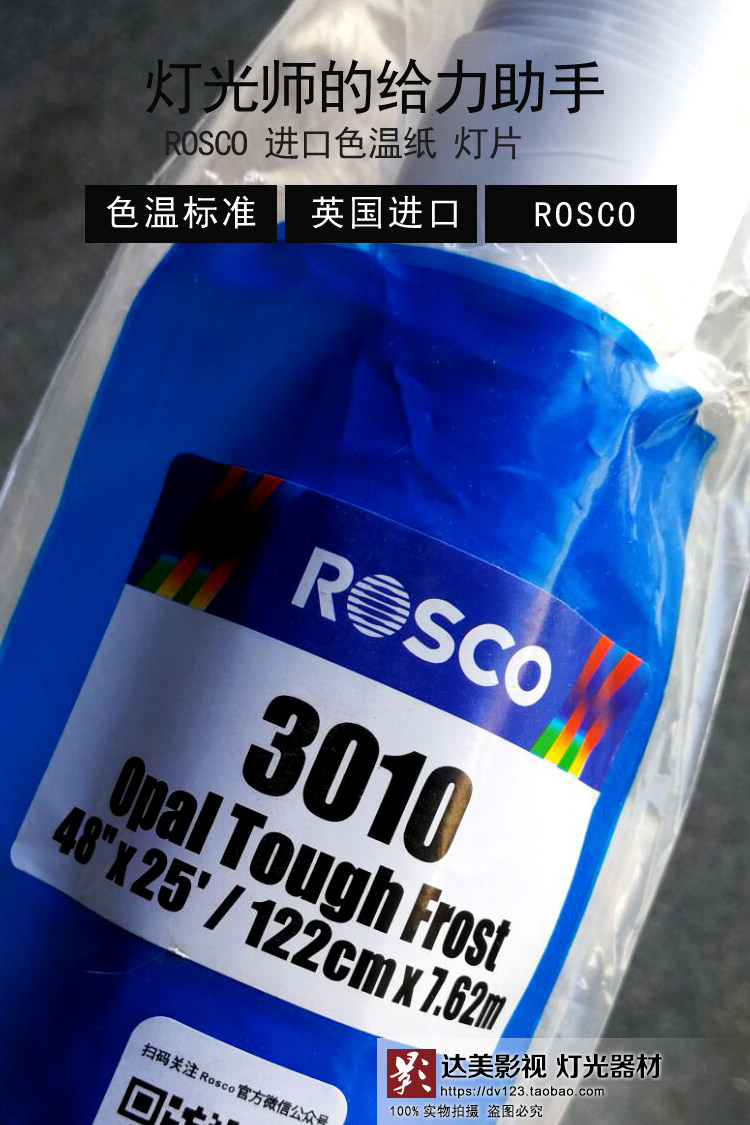 灯光师的给力助手
ROSCO 进口色温纸 灯片
色温标准 英国进口 ROSCO
ROSCO
3010
Opal Tough Frost
48" x 25' / 122cm x 7.62m
扫码关注 Rosco 官方微信公众号
影 达美影视 灯光器材
https://dv123.taobao.com
100% 实物拍摄 盗图必究